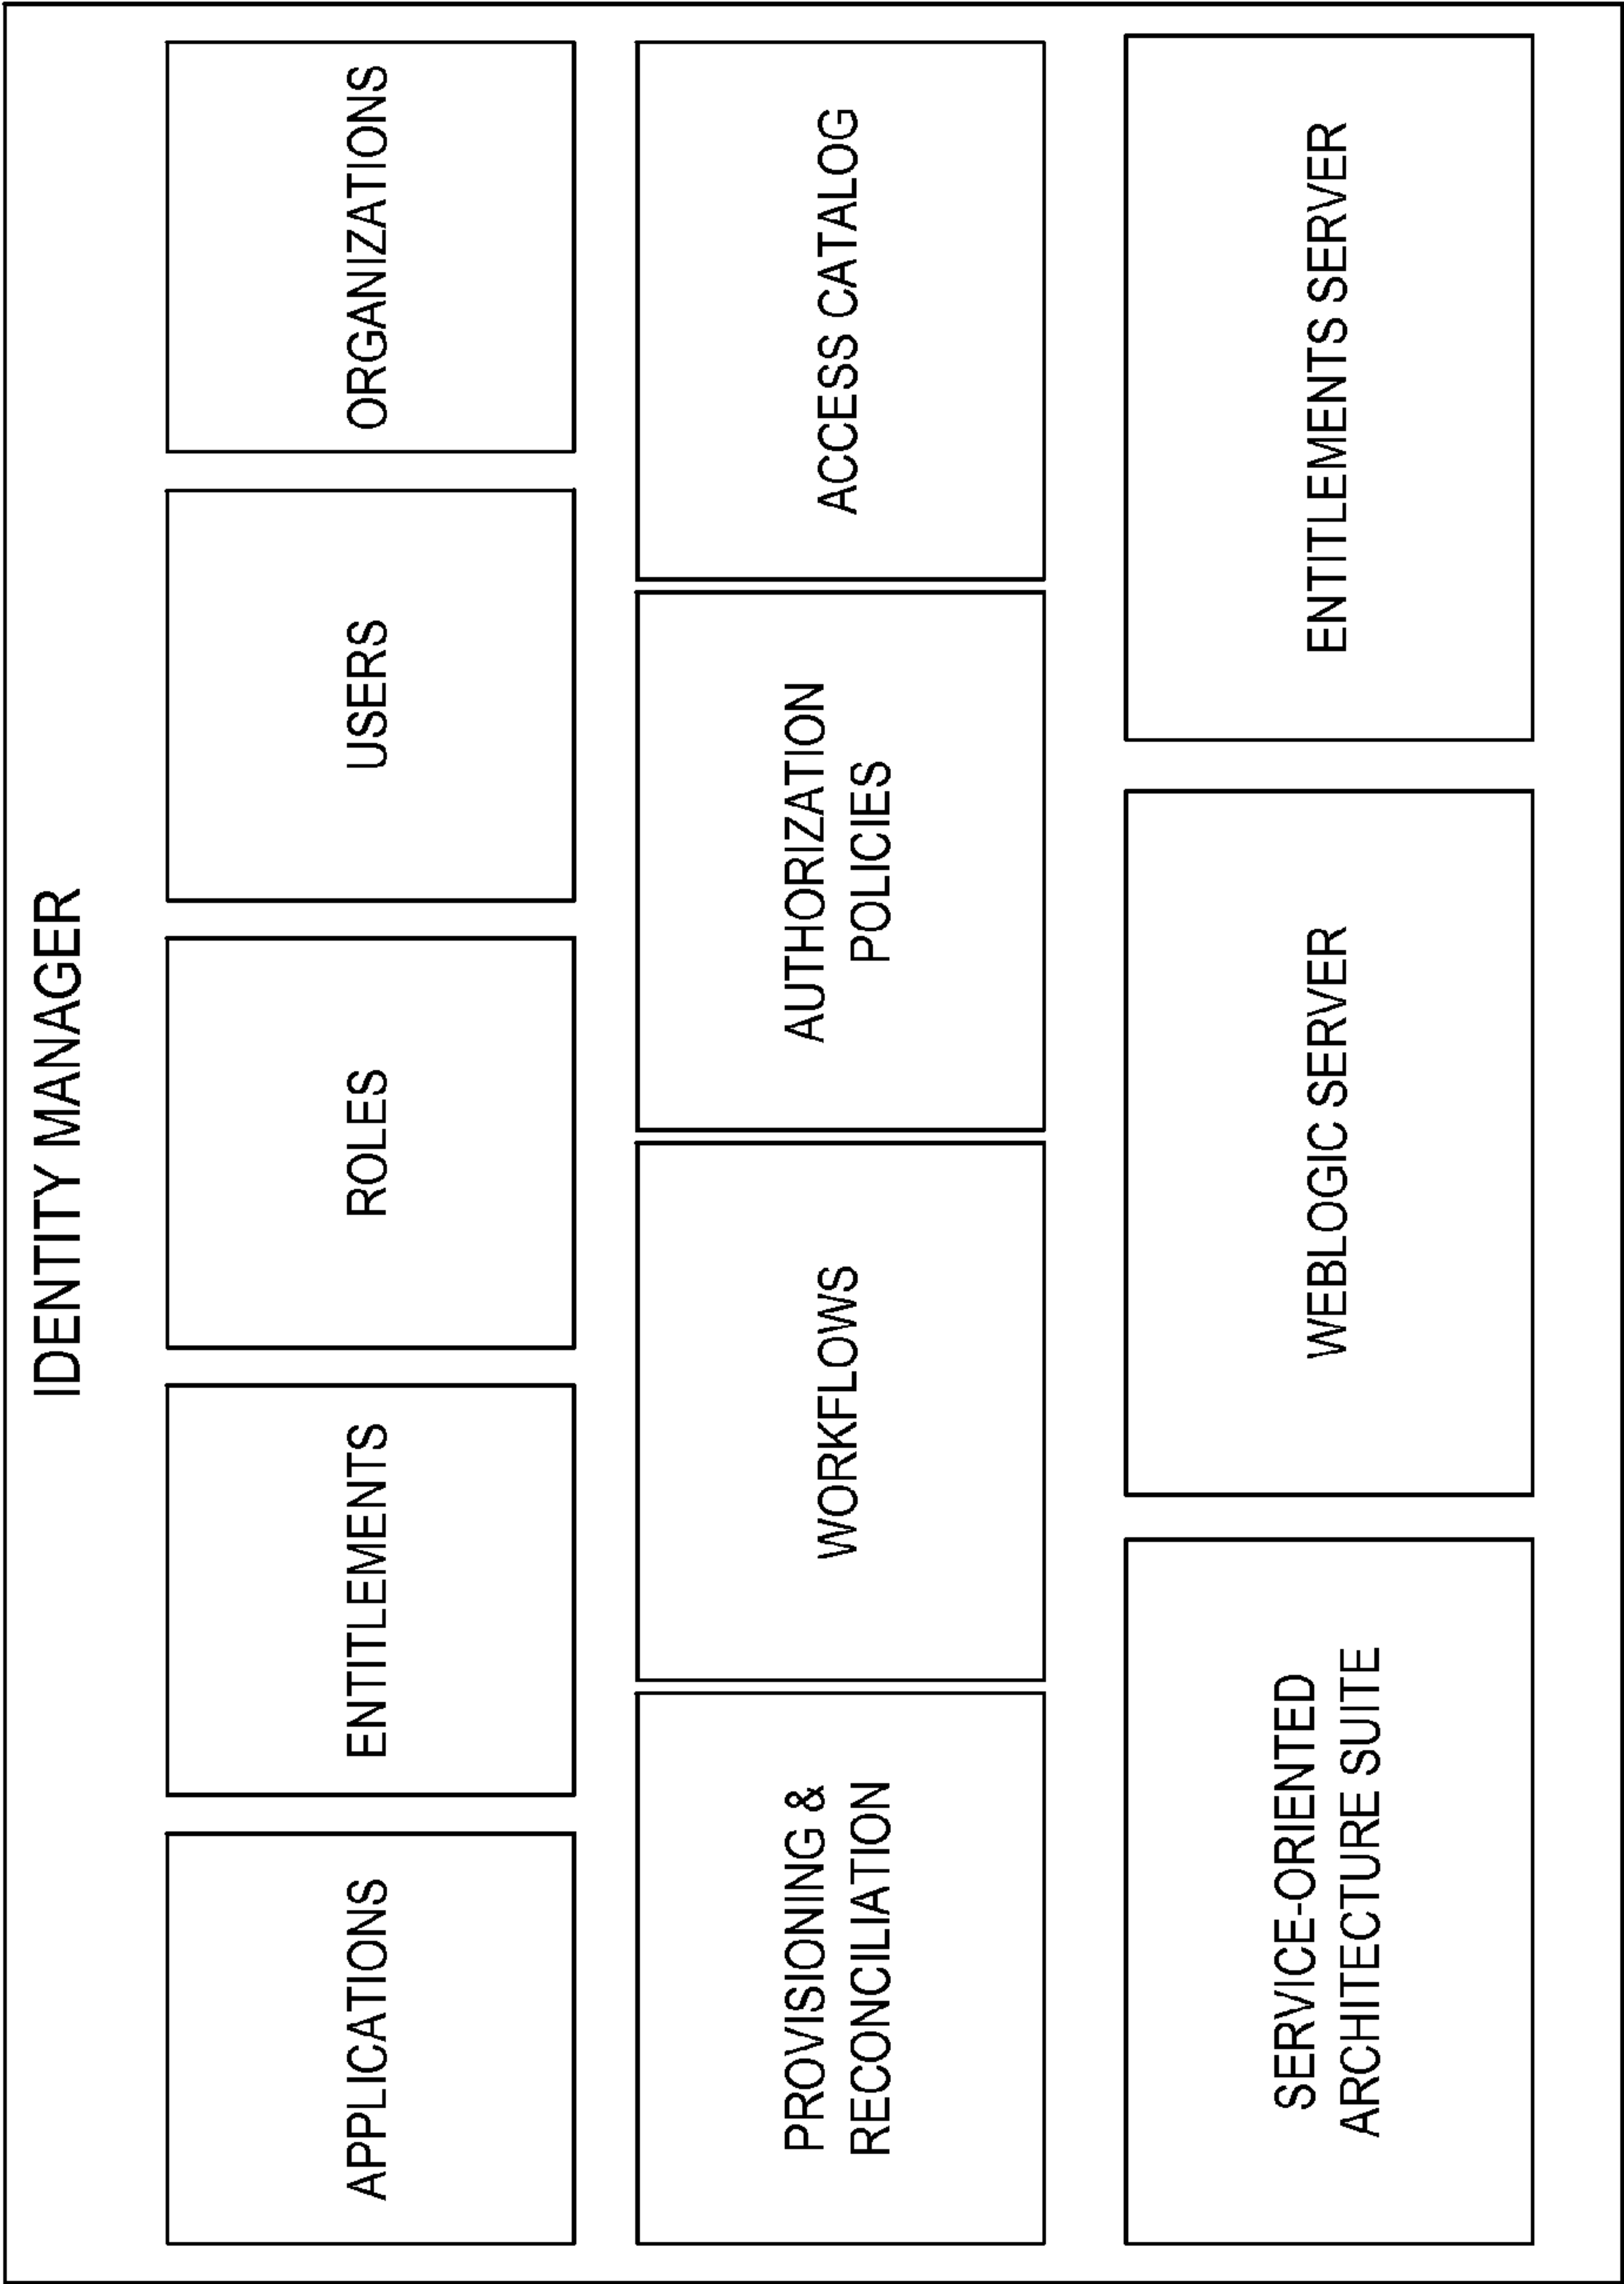 IDENTITY MANAGER
APPLICATIONS
ENTITLEMENTS
ROLES
USERS
ORGANIZATIONS
PROVISIONING &
RECONCILIATION
WORKFLOWS
AUTHORIZATION
POLICIES
ACCESS CATALOG
SERVICE-ORIENTED
ARCHITECTURE SUITE
WEBLOGIC SERVER
ENTITLEMENTS SERVER